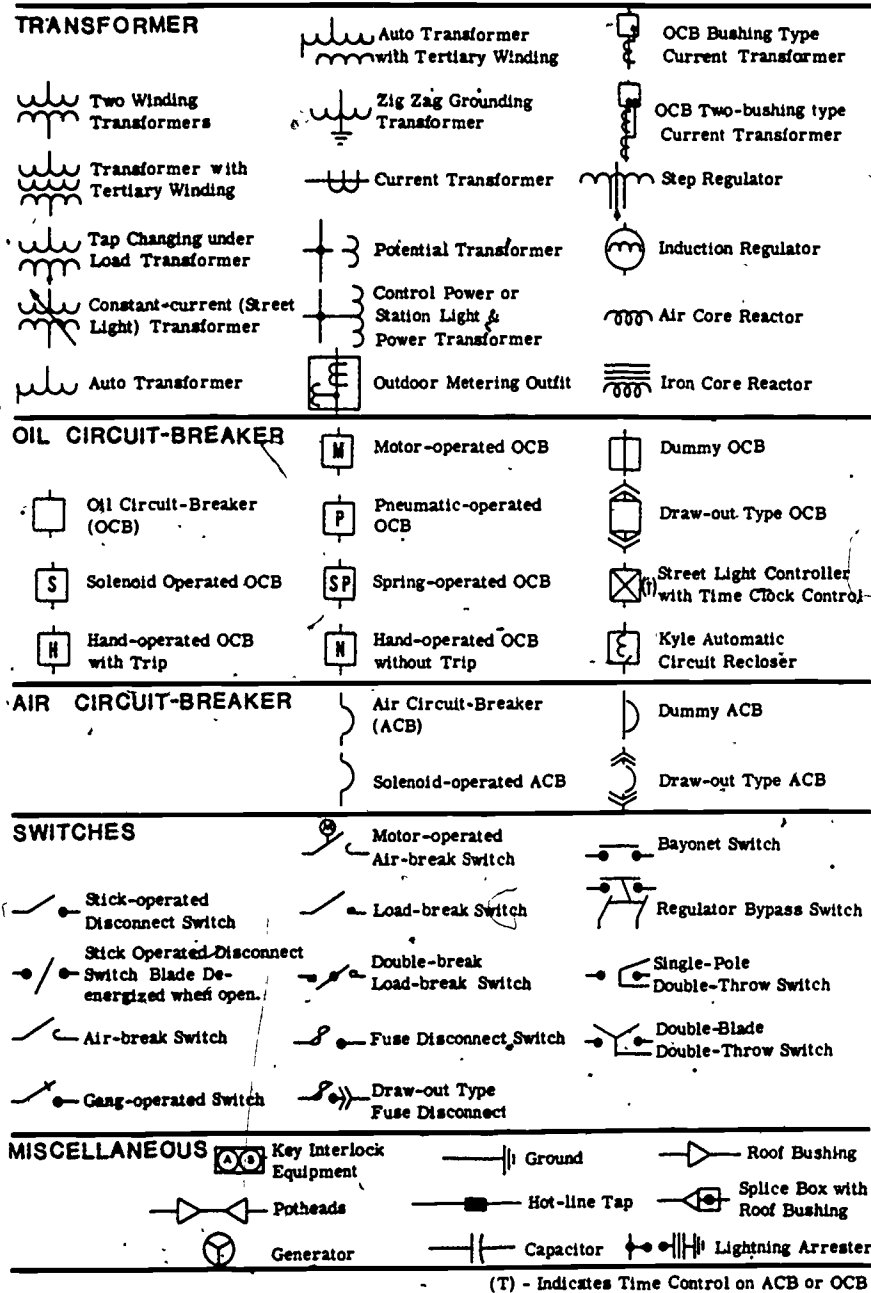 TRANSFORMER
Two Winding
Transformers
Transformer with
Tertiary Winding
Tap Changing under
Load Transformer
Constant-current (Street
Light) Transformer
Auto Transformer
Auto Transformer
with Tertiary Winding
Zig Zag Grounding
Transformer
Current Transformer
Potential Transformer
Control Power or
Station Light &
Power Transformer
Outdoor Metering Outfit
OCB Bushing Type
Current Transformer
OCB Two-bushing type
Current Transformer
Step Regulator
Induction Regulator
Air Core Reactor
Iron Core Reactor
OIL CIRCUIT-BREAKER
Oil Circuit-Breaker
(OCB)
S Solenoid Operated OCB
H Hand-operated OCB
with Trip
M Motor-operated OCB
P Pneumatic-operated
OCB
SP Spring-operated OCB
N Hand-operated OCB
without Trip
Dummy OCB
Draw-out Type OCB
(T) Street Light Controller
with Time Clock Control
Kyle Automatic
Circuit Recloser
AIR CIRCUIT-BREAKER
Air Circuit-Breaker
(ACB)
Solenoid-operated ACB
Dummy ACB
Draw-out Type ACB
SWITCHES
Stick-operated
Disconnect Switch
Stick Operated Disconnect
Switch Blade De-
energized when open.
Air-break Switch
Gang-operated Switch
M Motor-operated
Air-break Switch
Load-break Switch
Double-break
Load-break Switch
Fuse Disconnect Switch
Draw-out Type
Fuse Disconnect
Bayonet Switch
Regulator Bypass Switch
Single-Pole
Double-Throw Switch
Double-Blade
Double-Throw Switch
MISCELLANEOUS
A B Key Interlock
Equipment
Ground
Roof Bushing
Potheads
Hot-line Tap
Splice Box with
Roof Bushing
Generator
Capacitor
Lightning Arrester
(T) - Indicates Time Control on ACB or OCB